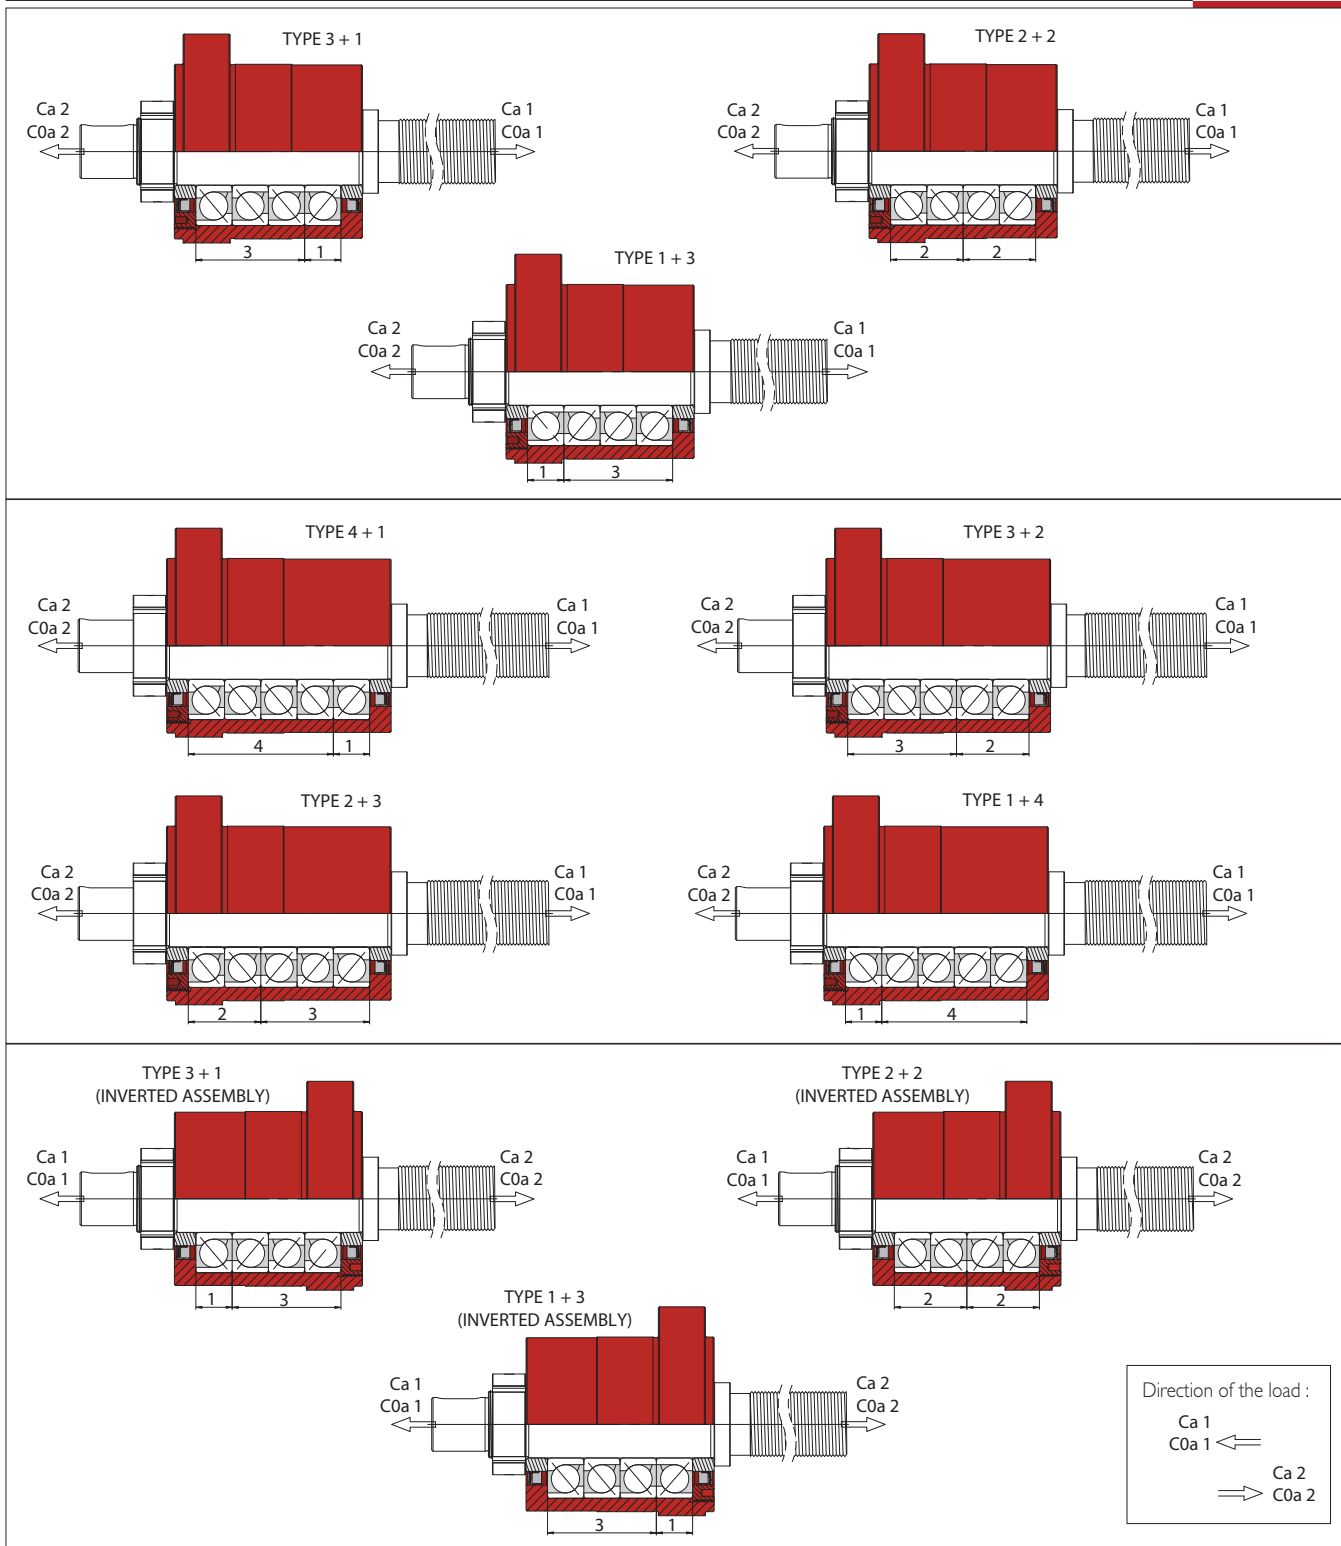 TYPE 3 + 1
Ca 2
C0a 2
Ca 1
C0a 1
3
1
TYPE 2 + 2
Ca 2
C0a 2
Ca 1
C0a 1
2
2
TYPE 1 + 3
Ca 2
C0a 2
Ca 1
C0a 1
1
3
TYPE 4 + 1
Ca 2
C0a 2
Ca 1
C0a 1
4
1
TYPE 3 + 2
Ca 2
C0a 2
Ca 1
C0a 1
3
2
TYPE 2 + 3
Ca 2
C0a 2
Ca 1
C0a 1
2
3
TYPE 1 + 4
Ca 2
C0a 2
Ca 1
C0a 1
1
4
TYPE 3 + 1
(INVERTED ASSEMBLY)
Ca 1
C0a 1
Ca 2
C0a 2
1
3
TYPE 2 + 2
(INVERTED ASSEMBLY)
Ca 1
C0a 1
Ca 2
C0a 2
2
2
TYPE 1 + 3
(INVERTED ASSEMBLY)
Ca 1
C0a 1
Ca 2
C0a 2
3
1
Direction of the load :
Ca 1
C0a 1
Ca 2
C0a 2